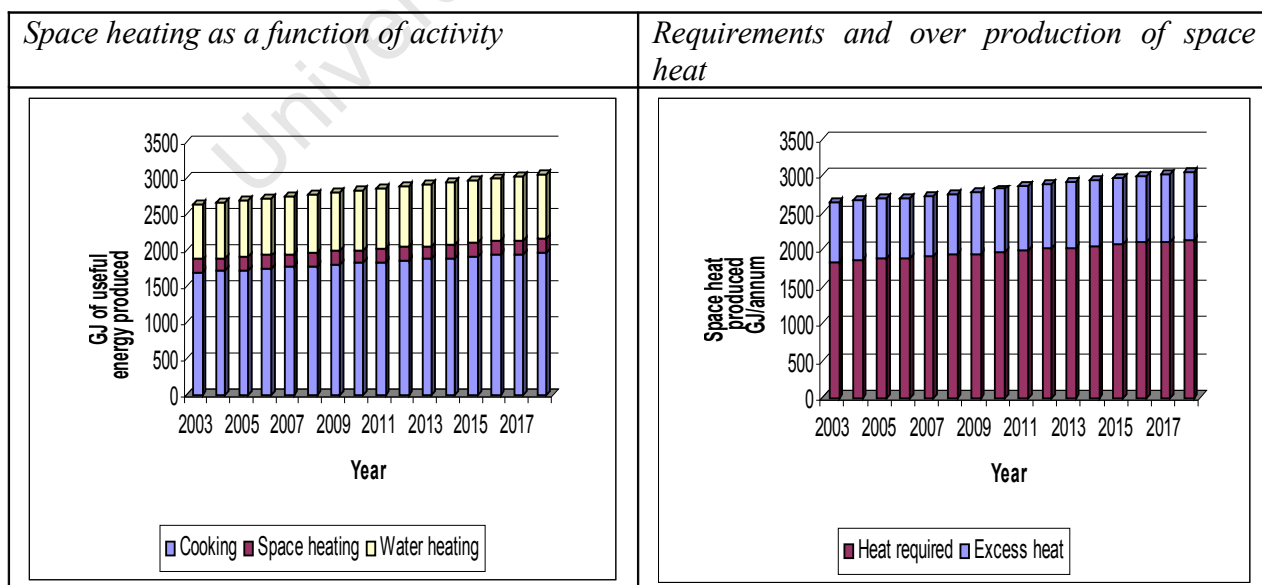 Univer
Space heating as a function of activity
Requirements and over production of space
heat
3500
3000
2500
2000
1500
1000
500
0
GJ of useful
energy produced
2003 2005 2007 2009 2011 2013 2015 2017
Year
Cooking Space heating Water heating
3500
3000
2500
2000
1500
1000
500
0
Space heat
produced
GJ/annum
2003 2005 2007 2009 2011 2013 2015 2017
Year
Heat required Excess heat